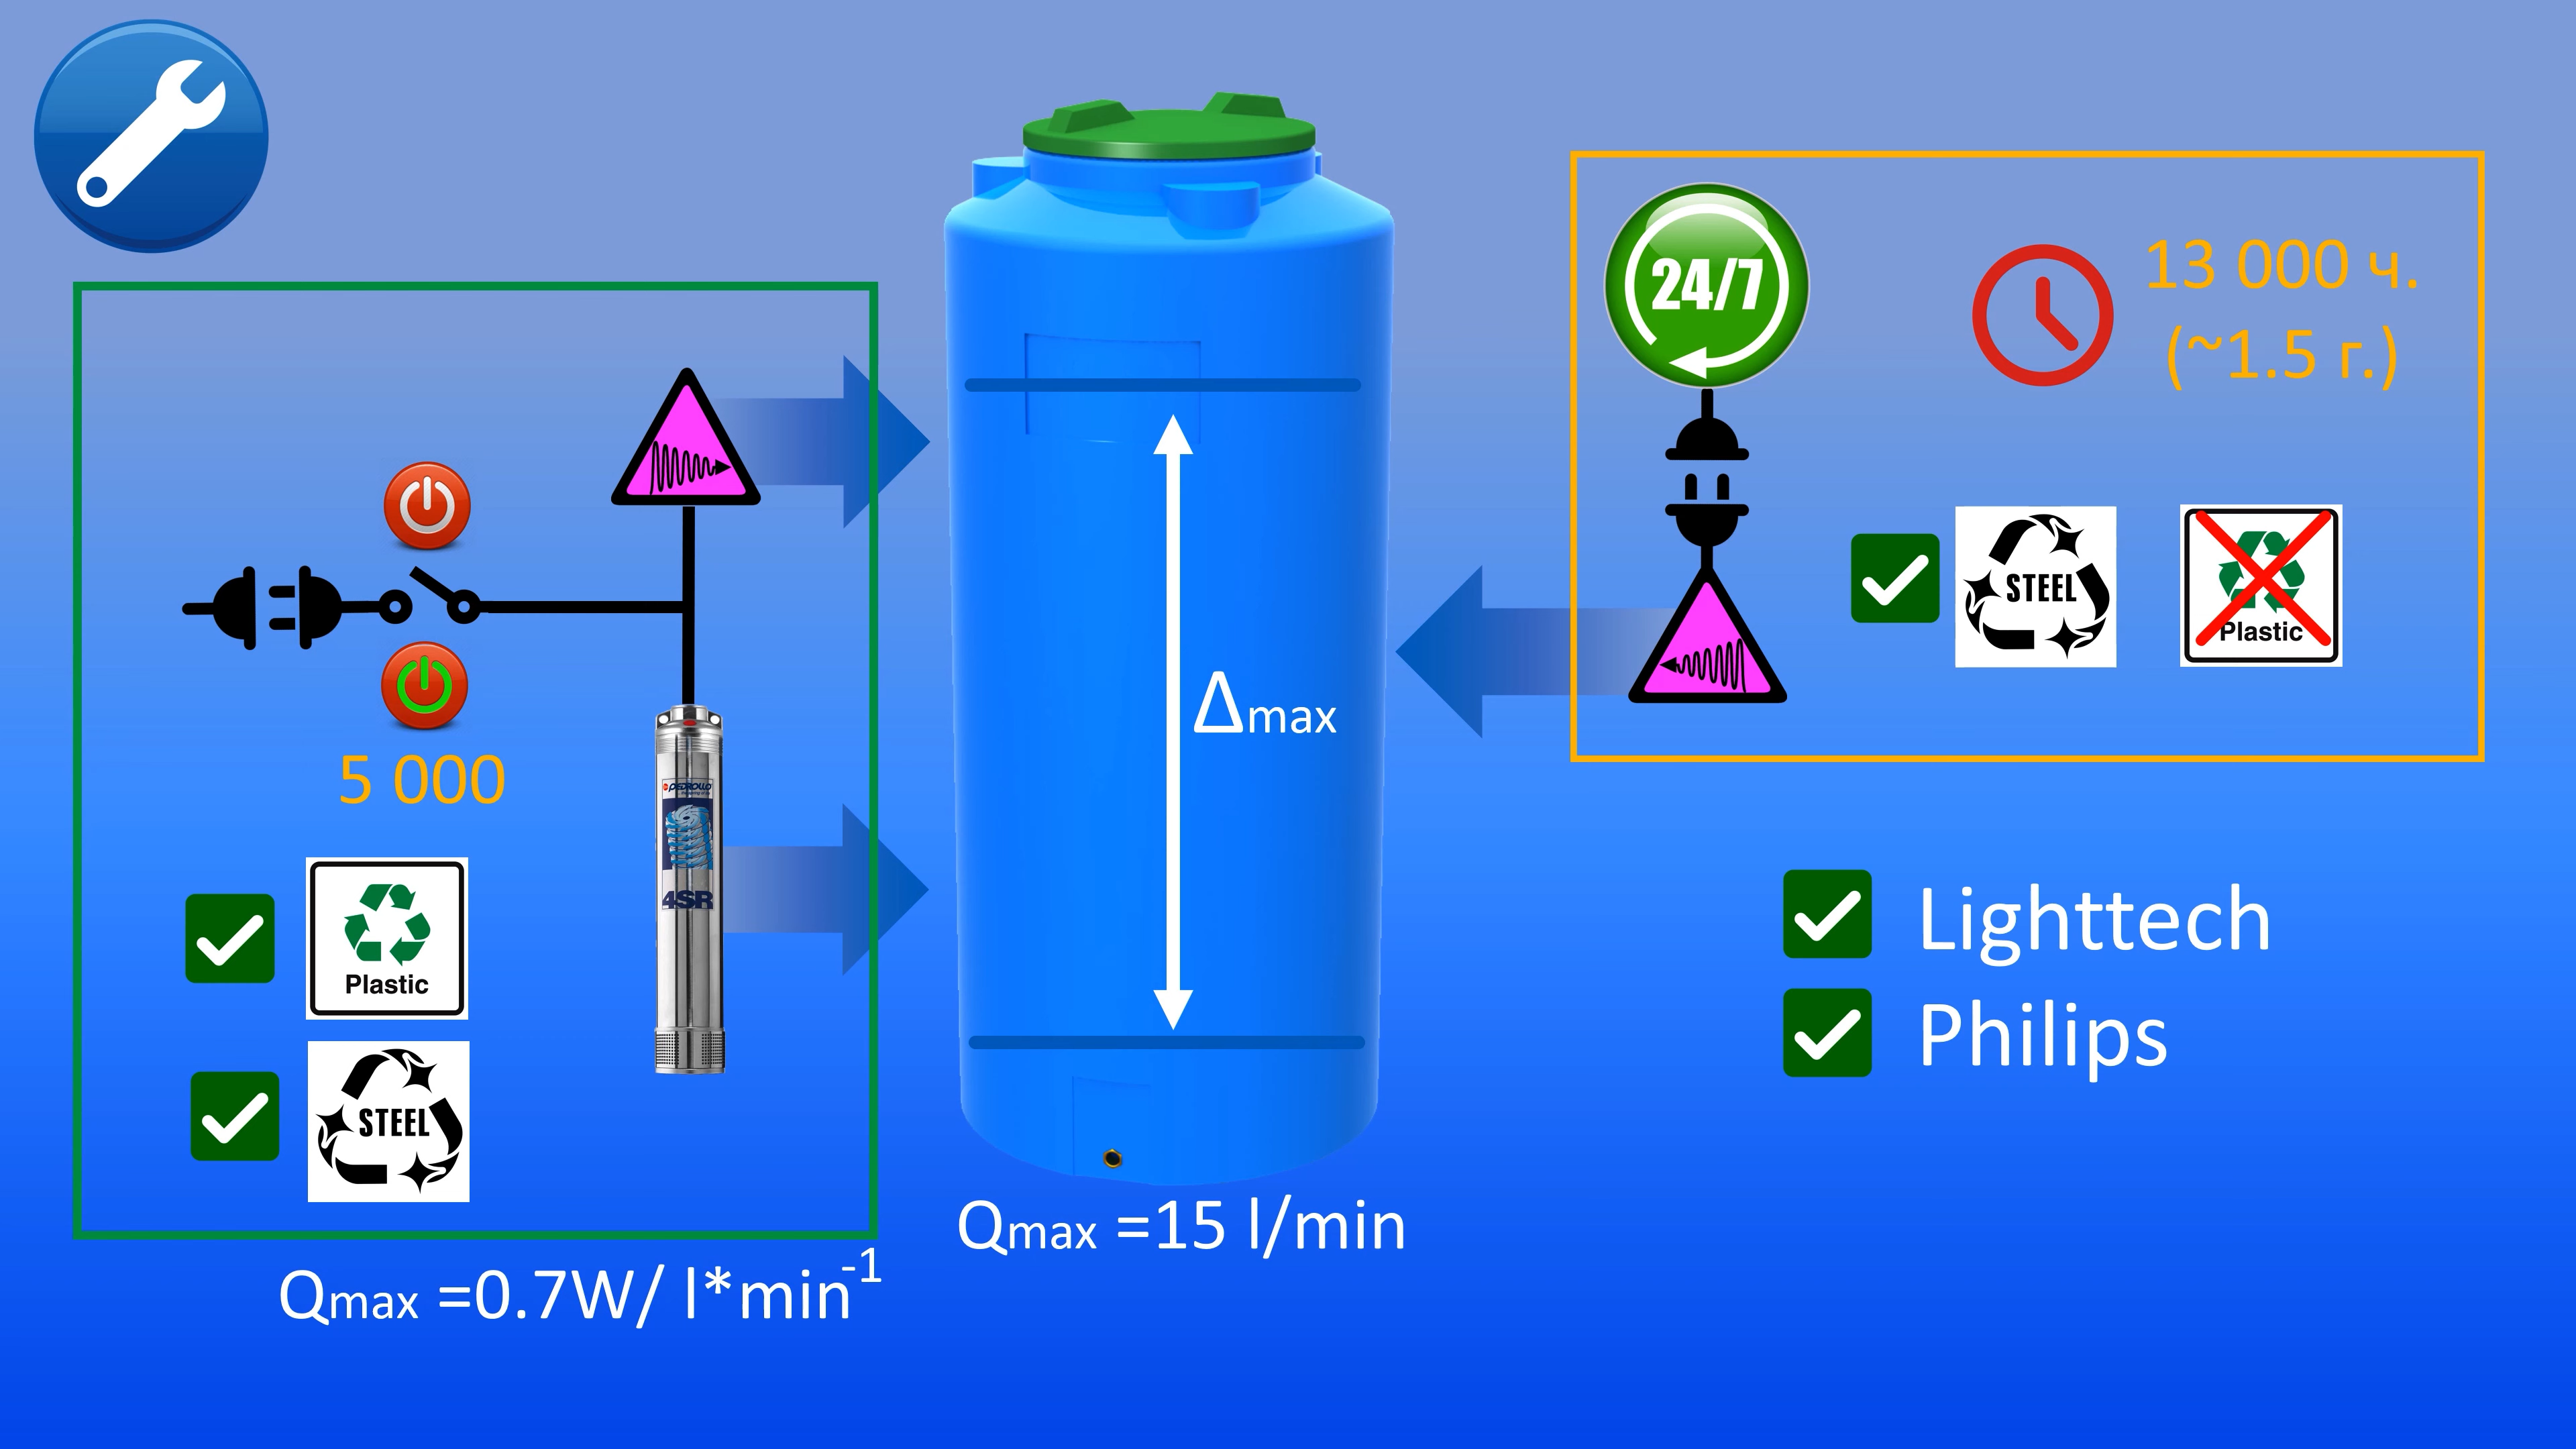 24/7
13 000 ч.
(~1.5 г.)
STEEL
Plastic
Δmax
5 000
PEDROLLO
4SR
Plastic
STEEL
Lighttech
Philips
Qmax =15 l/min
Qmax =0.7W/ l*min-1